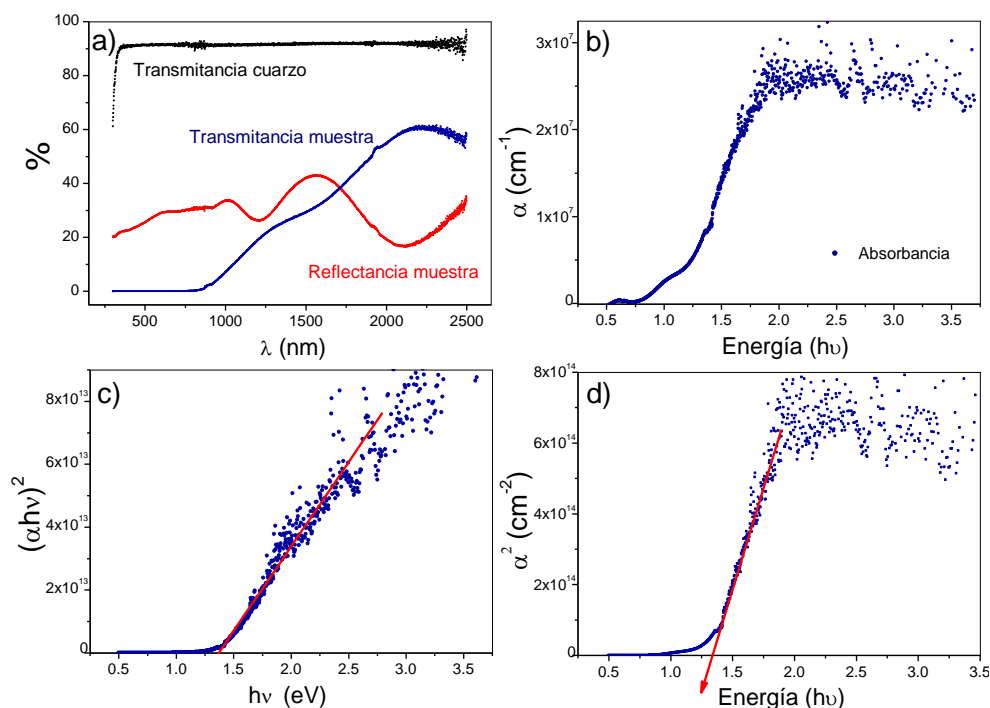 a)
100
80
60
40
20
0
%
Transmitancia cuarzo
Transmitancia muestra
Reflectancia muestra
500 1000 1500 2000 2500
λ (nm)
b)
3x10⁷
2x10⁷
1x10⁷
0
α (cm⁻¹)
Absorbancia
0.5 1.0 1.5 2.0 2.5 3.0 3.5
Energía (hυ)
c)
8x10¹³
6x10¹³
4x10¹³
2x10¹³
0
(αhν)²
0.5 1.0 1.5 2.0 2.5 3.0 3.5
hν (eV)
d)
8x10¹⁴
6x10¹⁴
4x10¹⁴
2x10¹⁴
0
α² (cm⁻²)
0.0 0.5 1.0 1.5 2.0 2.5 3.0 3.5
Energía (hυ)